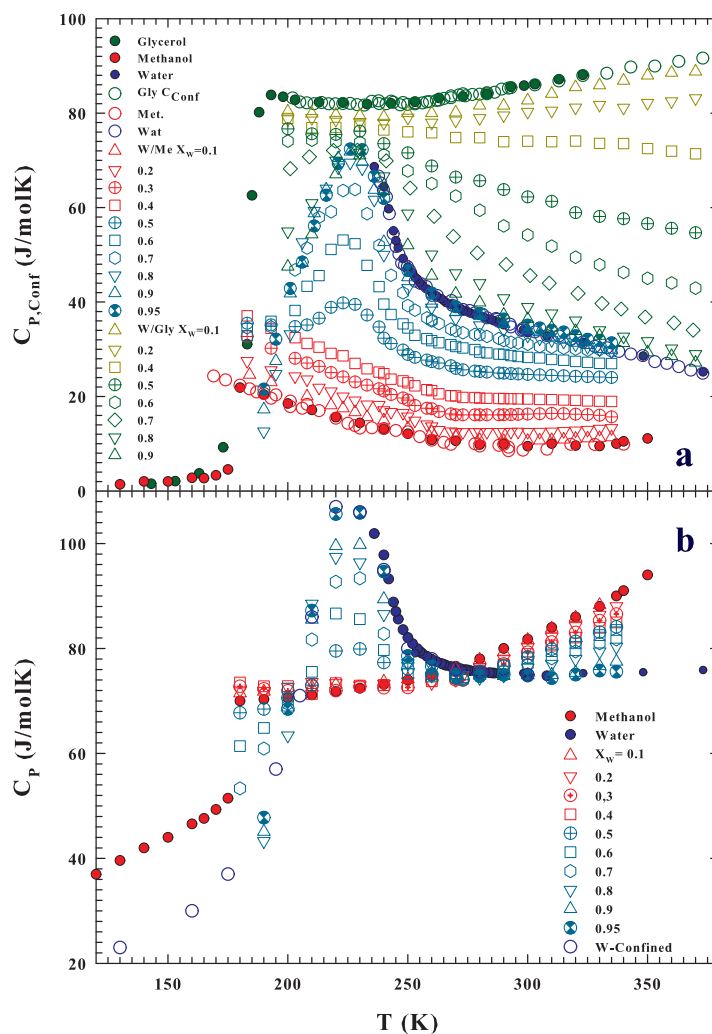 100
80
60
40
20
0
C_P,Conf (J/molK)
Glycerol
Methanol
Water
Gly C_Conf
Met.
Wat
W/Me X_W=0.1
0.2
0.3
0.4
0.5
0.6
0.7
0.8
0.9
0.95
W/Gly X_W=0.1
0.2
0.4
0.5
0.6
0.7
0.8
0.9
a
b
100
80
60
40
20
C_P (J/molK)
Methanol
Water
X_W= 0.1
0.2
0,3
0.4
0.5
0.6
0.7
0.8
0.9
0.95
W-Confined
150
200
250
300
350
T (K)